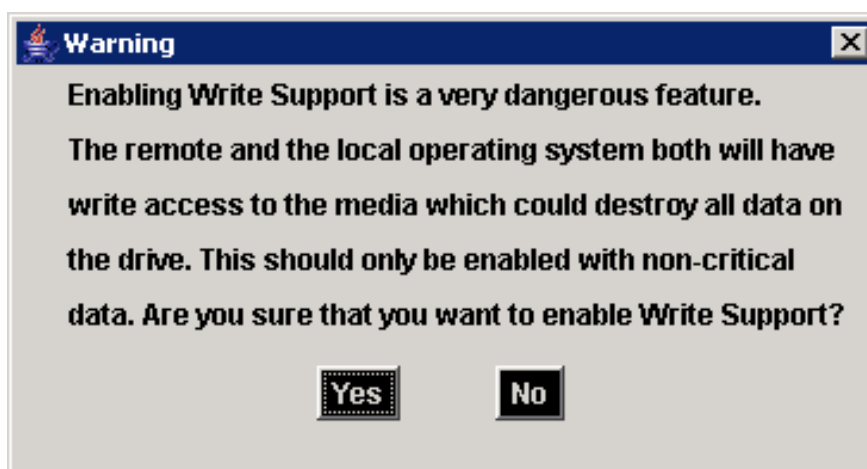 Warning
Enabling Write Support is a very dangerous feature.
The remote and the local operating system both will have
write access to the media which could destroy all data on
the drive. This should only be enabled with non-critical
data. Are you sure that you want to enable Write Support?
Yes No